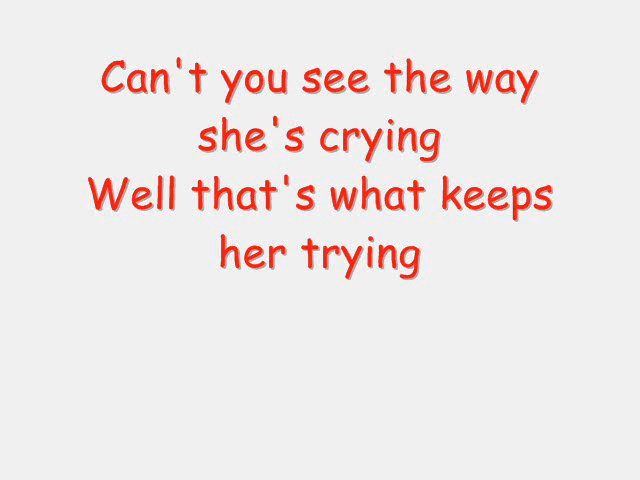 Can't you see the way
she's crying
Well that's what keeps
her trying